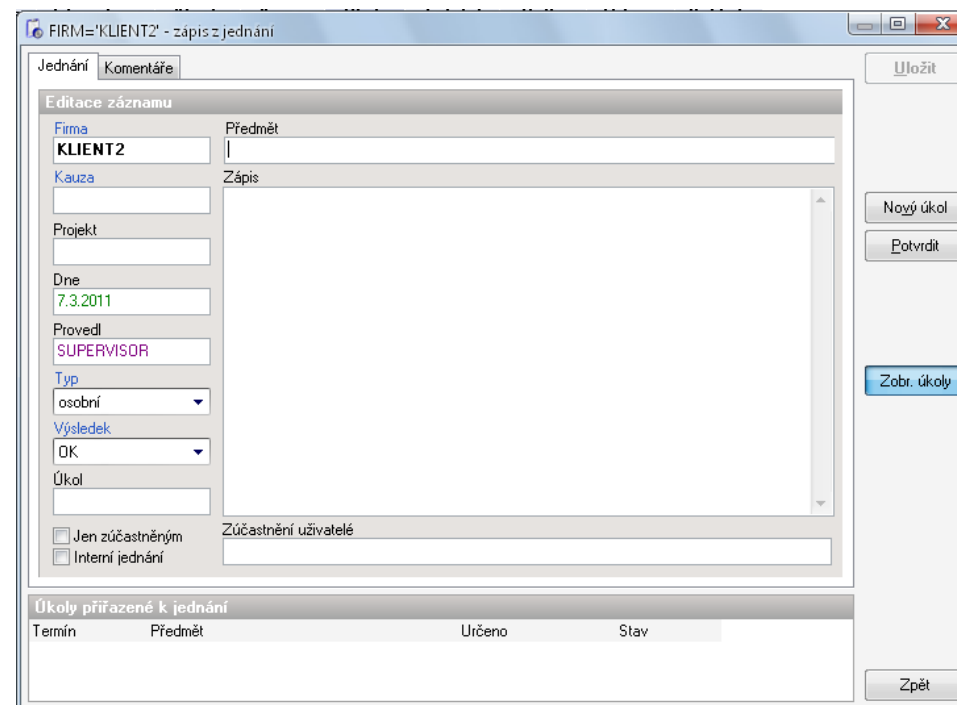 FIRM='KLIENT2' - zápis z jednání
Jednání Komentáře
Uložit
Editace záznamu
Firma Předmět
KLIENT2
Kauza Zápis
Nový úkol
Projekt
Potvrdit
Dne
7.3.2011
Provedl
SUPERVISOR
Typ
Zobr. úkoly
osobní
Výsledek
OK
Úkol
Jen zúčastněným Zúčastnění uživatelé
Interní jednání
Úkoly přiřazené k jednání
Termín Předmět Určeno Stav
Zpět